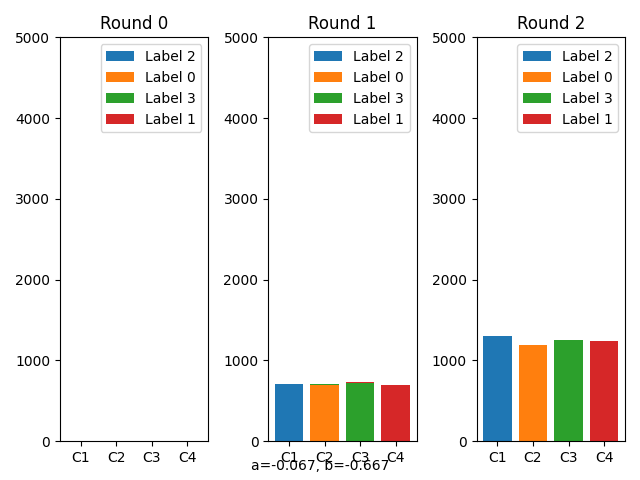 Round 0
Round 1
Round 2
5000
4000
3000
2000
1000
0
Label 2
Label 0
Label 3
Label 1
C1 C2 C3 C4
5000
4000
3000
2000
1000
0
Label 2
Label 0
Label 3
Label 1
C1 C2 C3 C4
5000
4000
3000
2000
1000
0
Label 2
Label 0
Label 3
Label 1
C1 C2 C3 C4
a=-0.067, b=-0.667